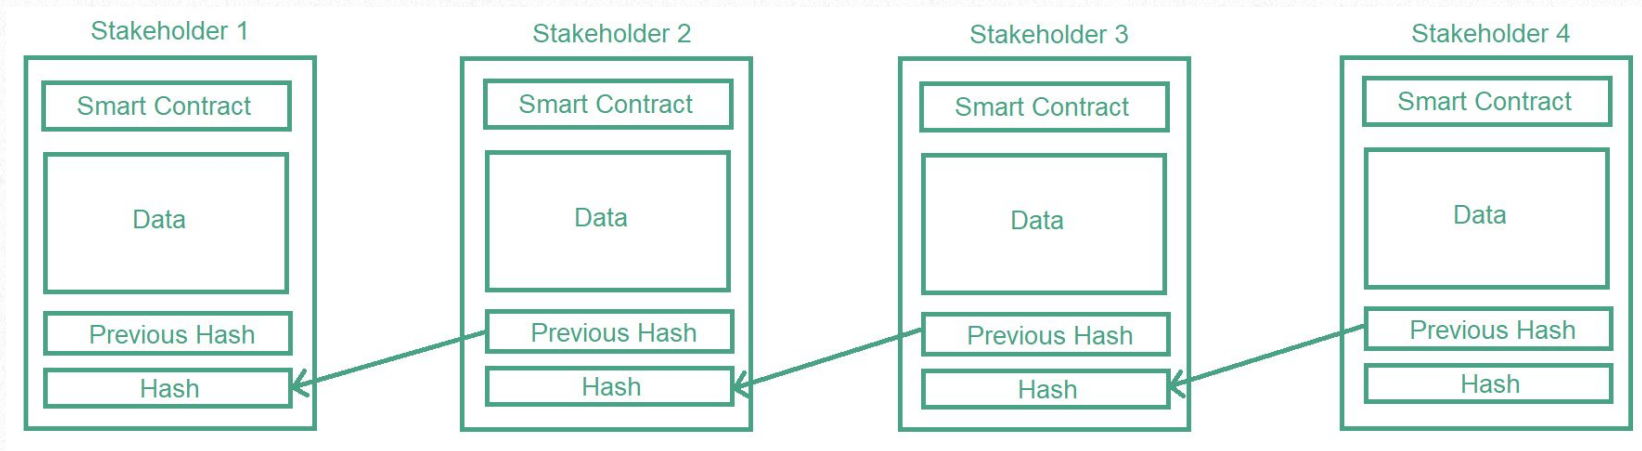 Stakeholder 1
Smart Contract
Data
Previous Hash
Hash
Stakeholder 2
Smart Contract
Data
Previous Hash
Hash
Stakeholder 3
Smart Contract
Data
Previous Hash
Hash
Stakeholder 4
Smart Contract
Data
Previous Hash
Hash